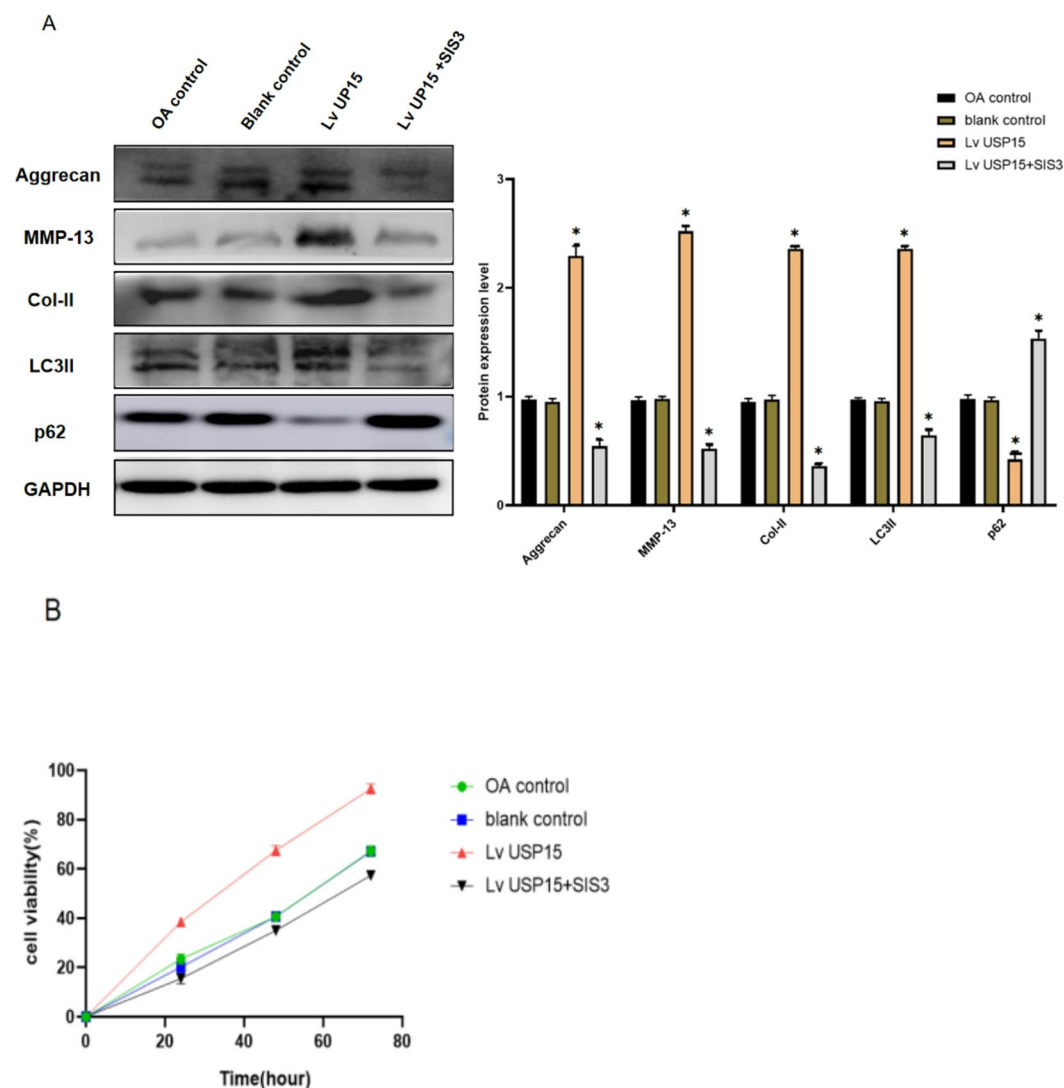 A
OA control
Blank control
Lv UP15
Lv UP15 +SIS3
Aggrecan
MMP-13
Col-II
LC3II
p62
GAPDH
OA control
blank control
Lv USP15
Lv USP15+SIS3
Protein expression level
3
2
1
0
* * * * * * * * * *
Aggrecan
MMP-13
Col-II
LC3II
p62
B
cell viability(%)
100
80
60
40
20
0
0 20 40 60 80
Time(hour)
OA control
blank control
Lv USP15
Lv USP15+SIS3